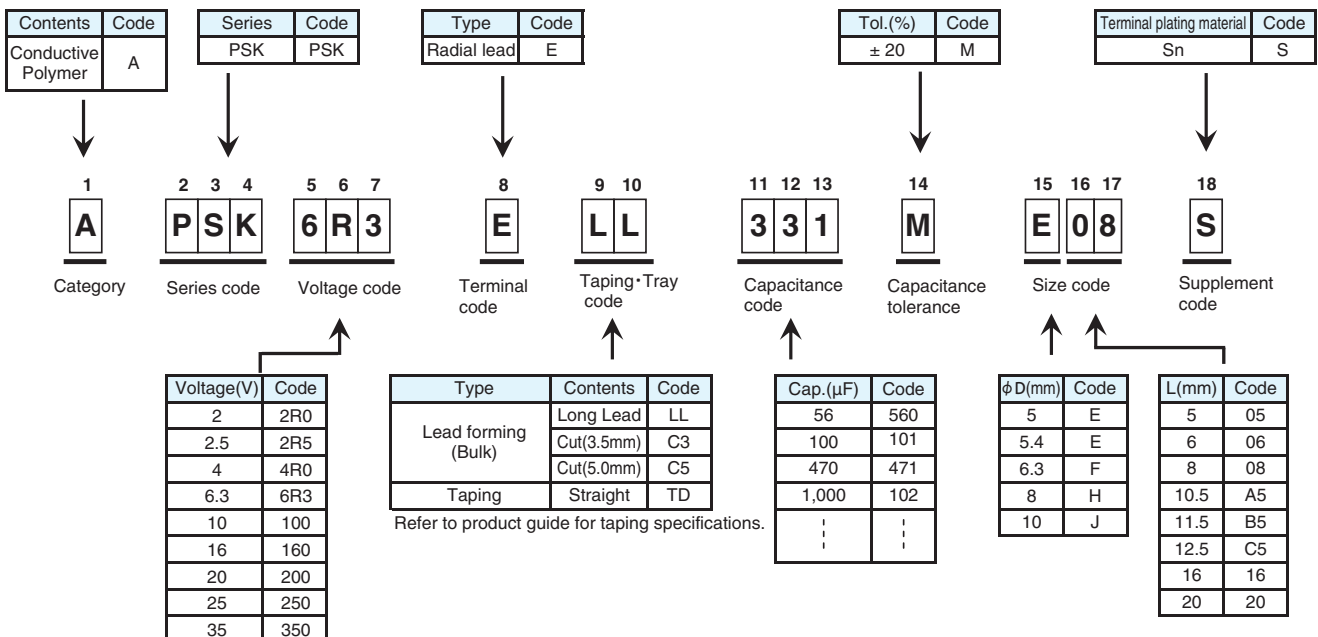 Contents Code
Conductive Polymer A
Series Code
PSK PSK
Type Code
Radial lead E
Tol.(%) Code
± 20 M
Terminal plating material Code
Sn S
1 2 3 4 5 6 7 8 9 10 11 12 13 14 15 16 17 18
A P S K 6 R 3 E L L 3 3 1 M E 0 8 S
Category
Series code
Voltage code
Terminal
code
Taping・Tray
code
Capacitance
code
Capacitance
tolerance
Size code
Supplement
code
Voltage(V) Code
2 2R0
2.5 2R5
4 4R0
6.3 6R3
10 100
16 160
20 200
25 250
35 350
Type Contents Code
Lead forming
(Bulk)
Long Lead LL
Cut(3.5mm) C3
Cut(5.0mm) C5
Taping Straight TD
Refer to product guide for taping specifications.
Cap.(μF) Code
56 560
100 101
470 471
1,000 102
ϕD(mm) Code
5 E
5.4 E
6.3 F
8 H
10 J
L(mm) Code
5 05
6 06
8 08
10.5 A5
11.5 B5
12.5 C5
16 16
20 20